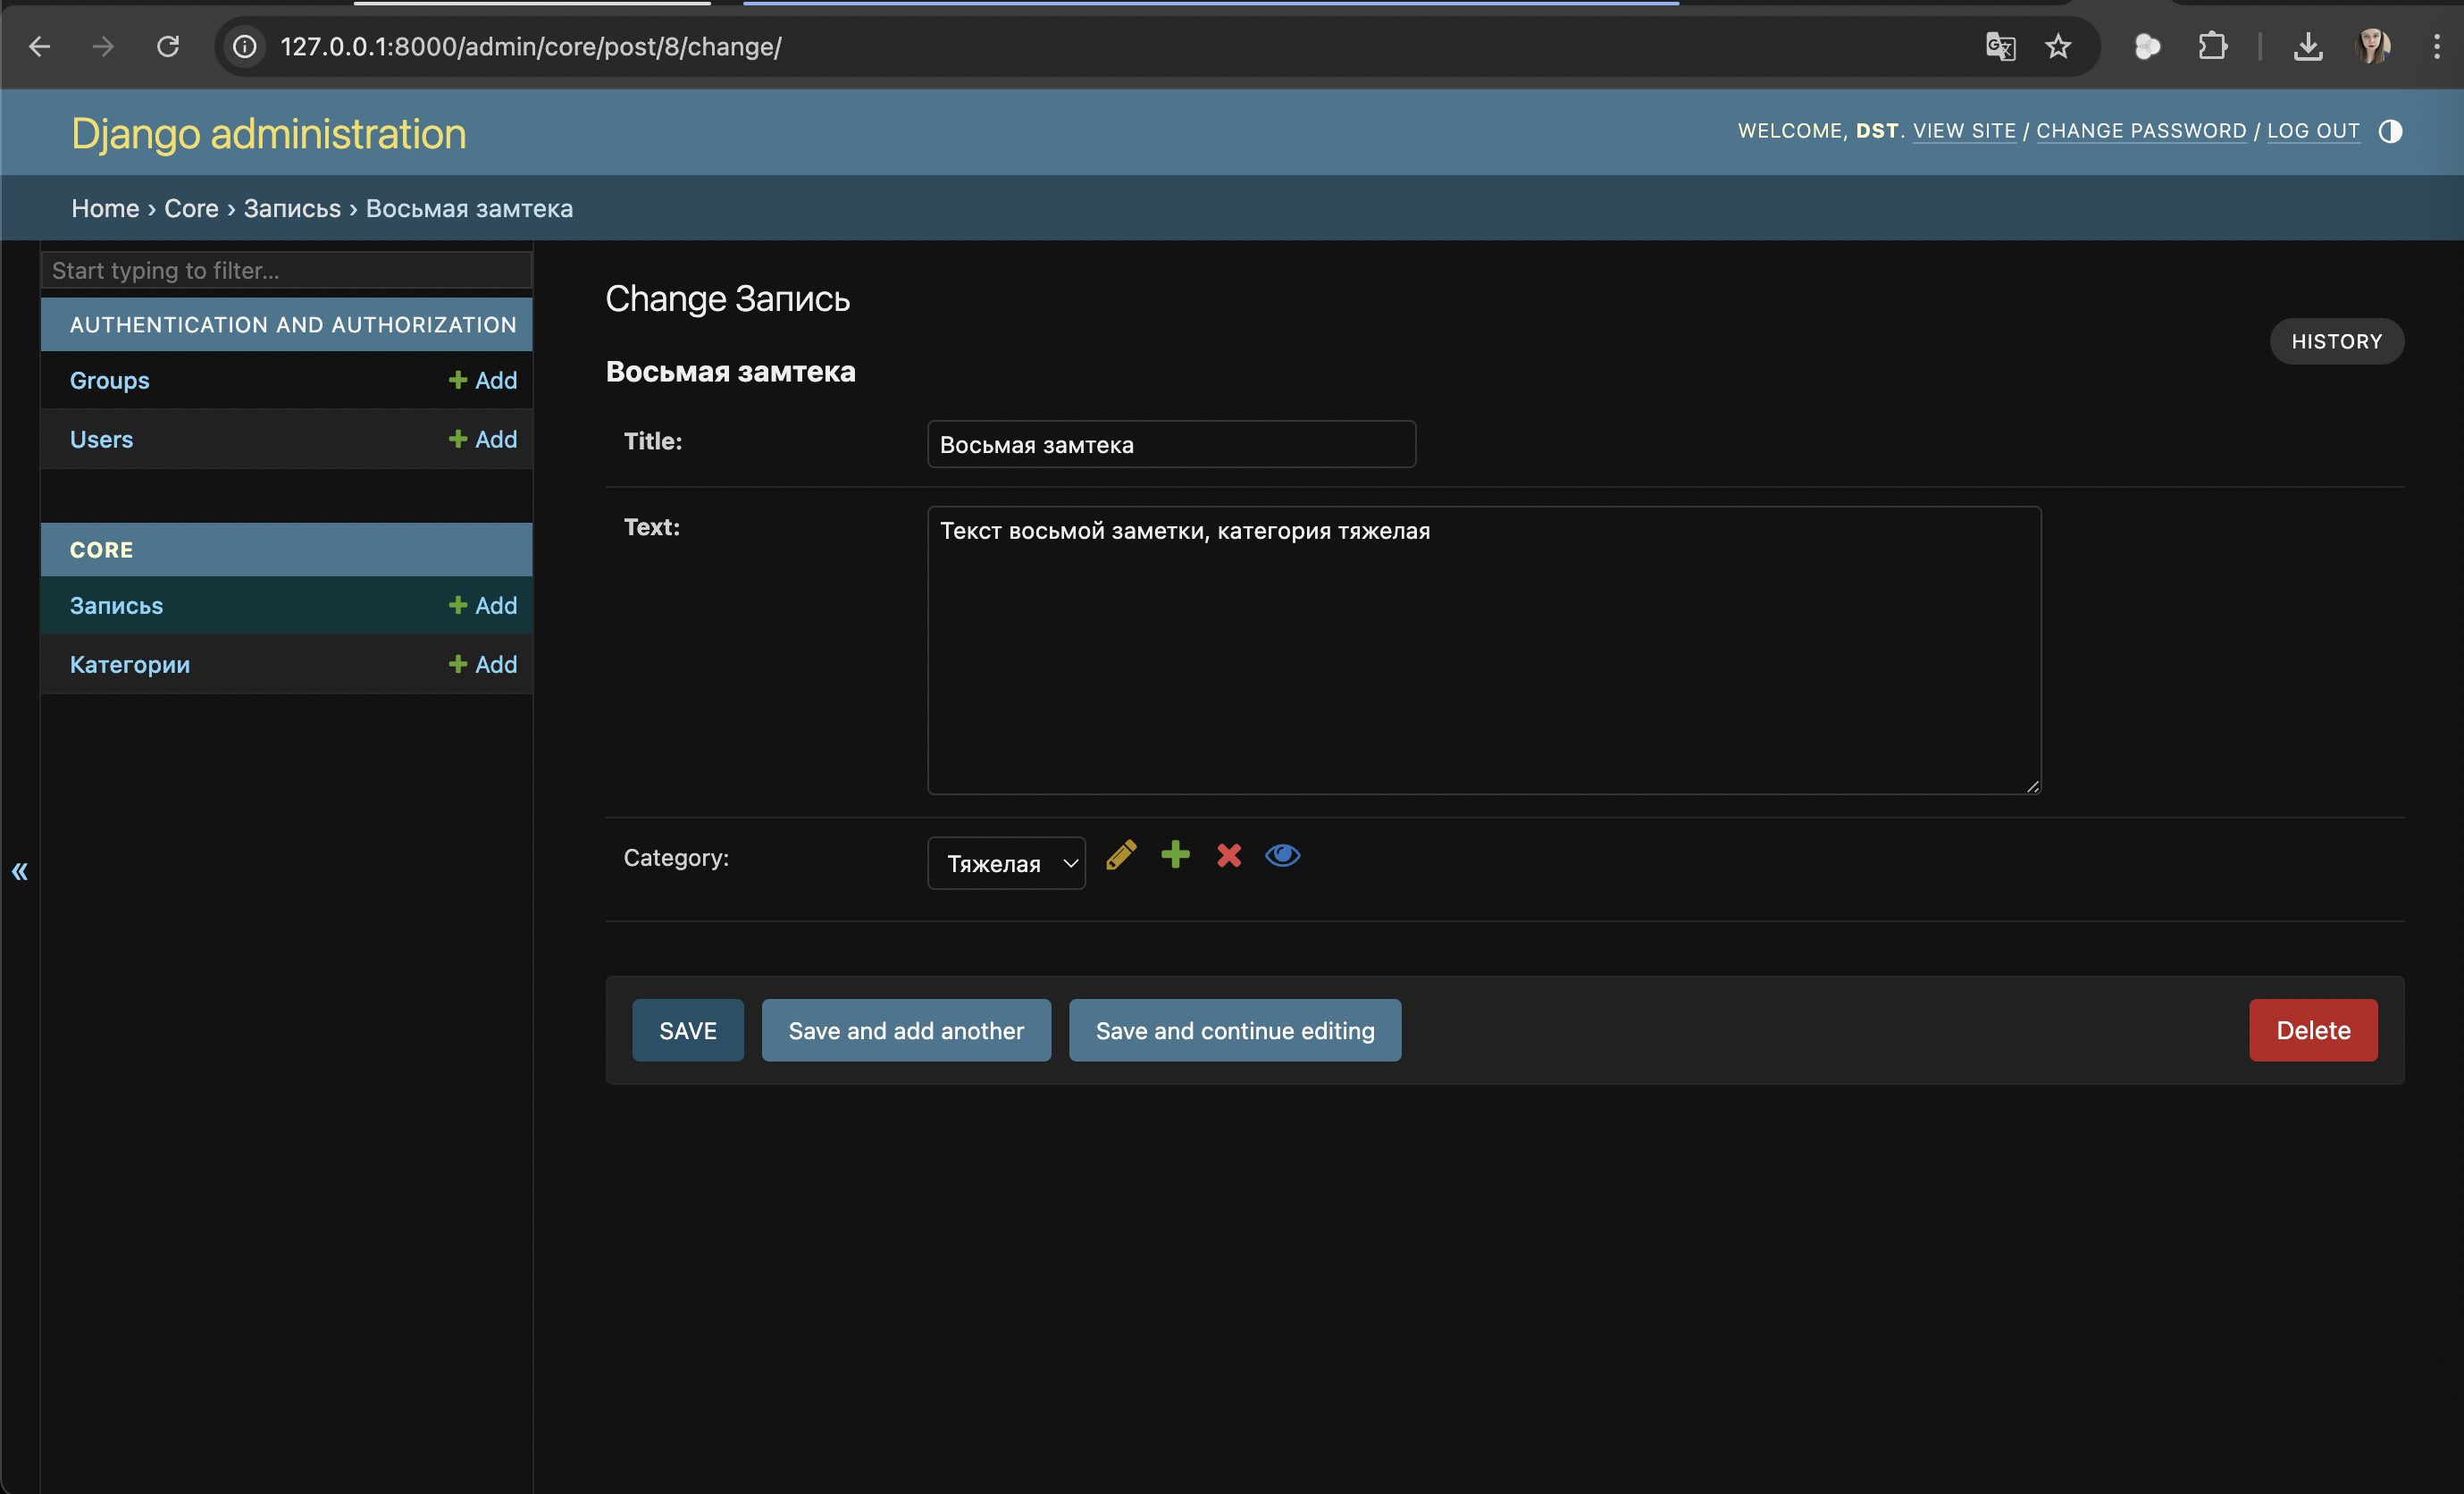 127.0.0.1:8000/admin/core/post/8/change/
Django administration
WELCOME, DST. VIEW SITE / CHANGE PASSWORD / LOG OUT
Home › Core › Записьs › Восьмая замтека
Start typing to filter...
AUTHENTICATION AND AUTHORIZATION
Groups
Add
Users
Add
CORE
Записьs
Add
Категории
Add
«
Change Запись
HISTORY
Восьмая замтека
Title:
Восьмая замтека
Text:
Текст восьмой заметки, категория тяжелая
Category:
Тяжелая
SAVE
Save and add another
Save and continue editing
Delete